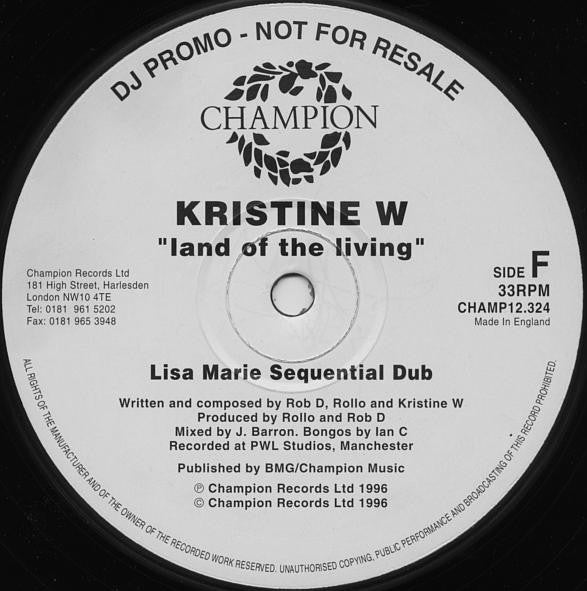 DJ PROMO - NOT FOR RESALE
CHAMPION
KRISTINE W
"land of the living"
Champion Records Ltd
181 High Street, Harlesden
London NW10 4TE
Tel: 0181 961 5202
Fax: 0181 965 3948
SIDE F
33RPM
CHAMP12.324
Made In England
Lisa Marie Sequential Dub
Written and composed by Rob D, Rollo and Kristine W
Produced by Rollo and Rob D
Mixed by J. Barron. Bongos by Ian C
Recorded at PWL Studios, Manchester
Published by BMG/Champion Music
℗ Champion Records Ltd 1996
© Champion Records Ltd 1996
ALL RIGHTS OF THE MANUFACTURER AND OF THE OWNER OF THE RECORDED WORK RESERVED. UNAUTHORISED COPYING, PUBLIC PERFORMANCE AND BROADCASTING OF THIS RECORD PROHIBITED.